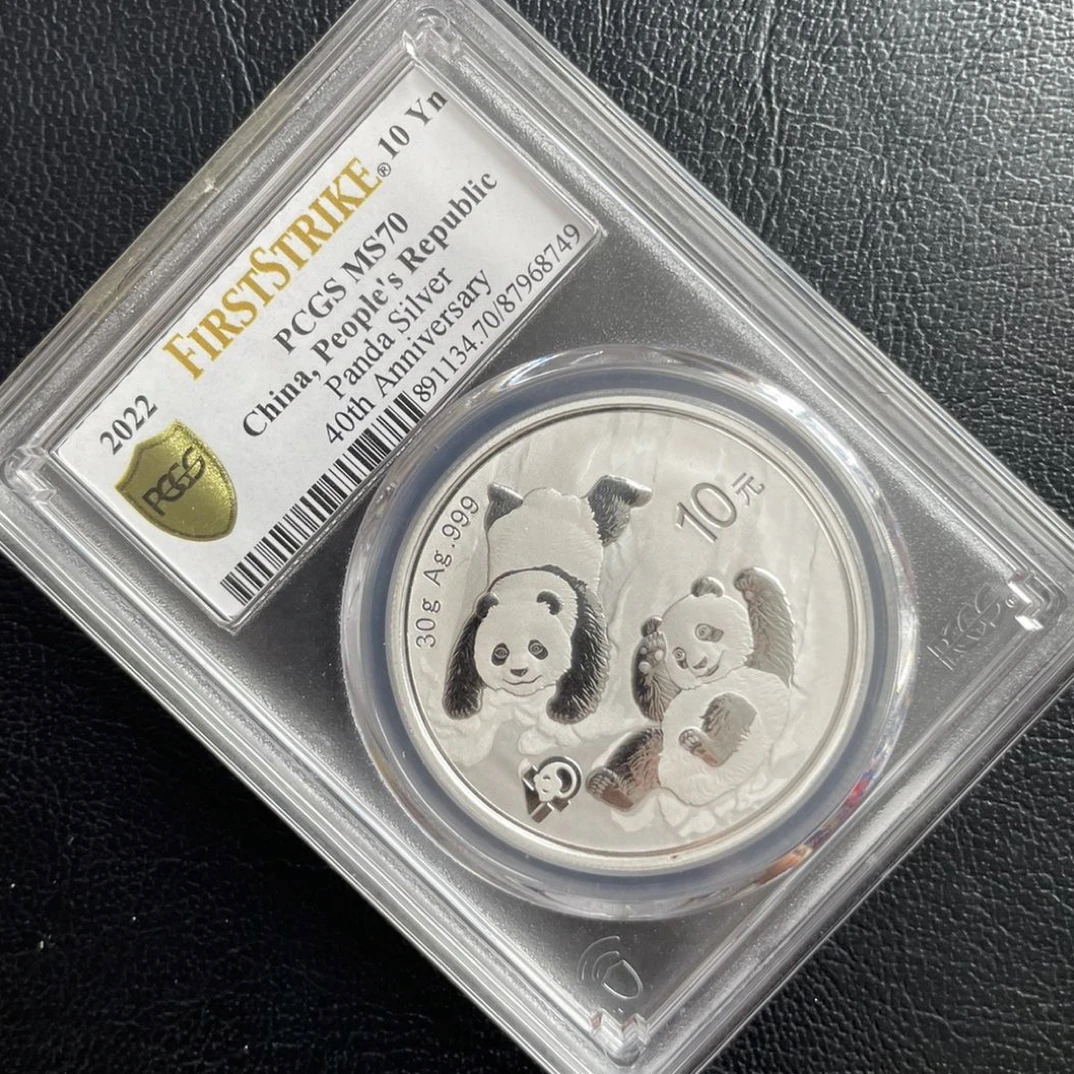 2022
FIRSTSTRIKE® 10 Yn
PCGS MS70
China, People's Republic
Panda Silver
40th Anniversary
891134.70/87968749
PCGS
30g Ag .999
10元
PCGS